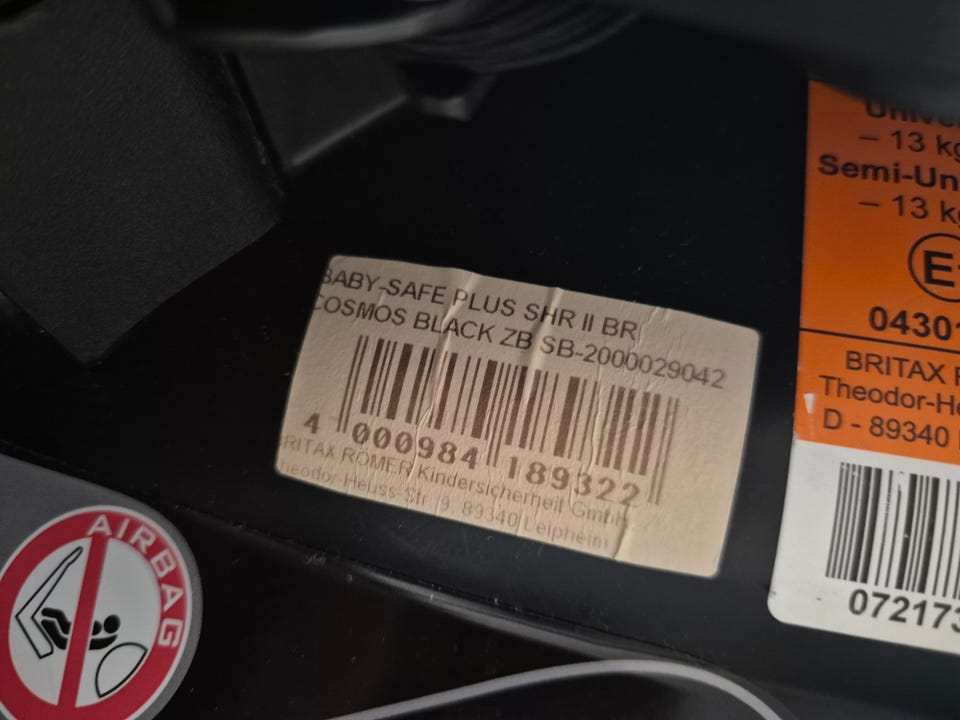 BABY-SAFE PLUS SHR II BR
COSMOS BLACK ZB SB-2000029042
4 000984 189322
BRITAX RÖMER Kindersicherheit GmbH
Theodor-Heuss-Str. 9, 89340 Leipheim
AIRBAG
– 13 kg
Semi-Un
– 13 kg
E
0430
BRITAX R
Theodor-He
D - 89340
072173